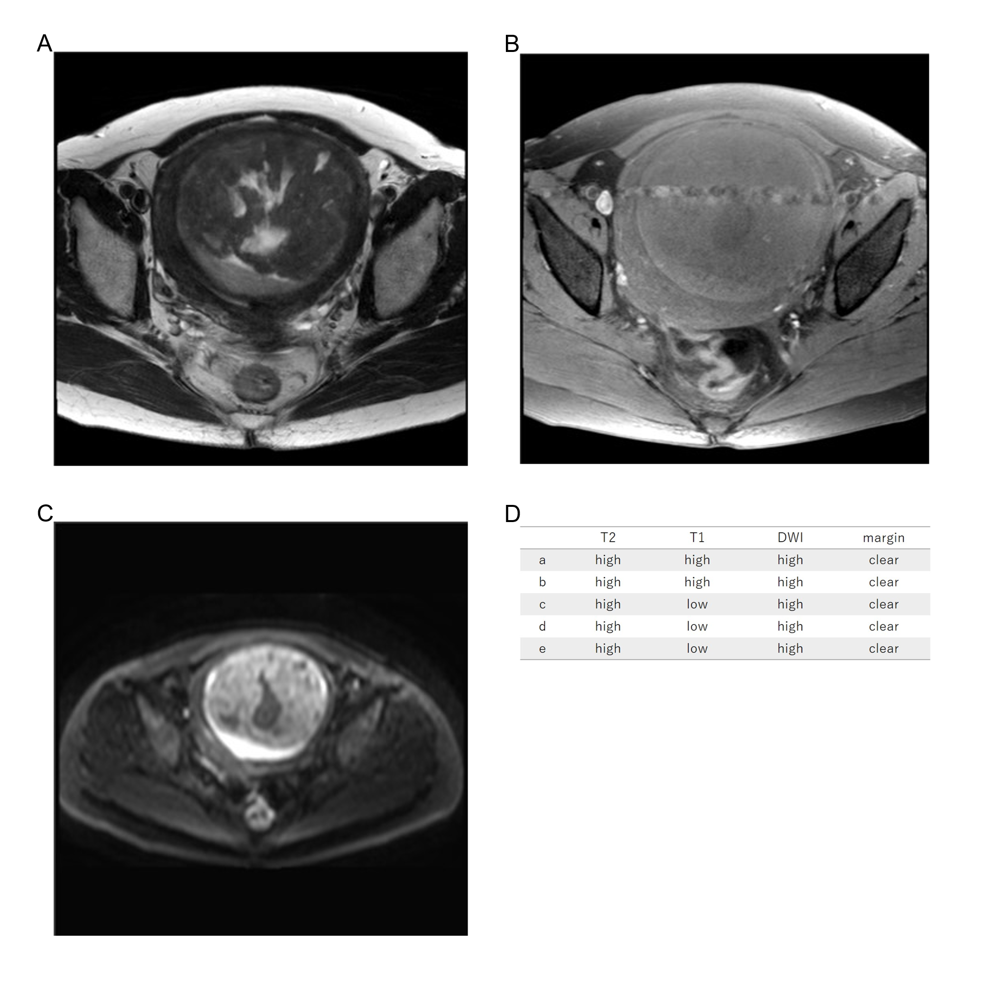 A
B
C
D
T2 T1 DWI margin
a high high high clear
b high high high clear
c high low high clear
d high low high clear
e high low high clear